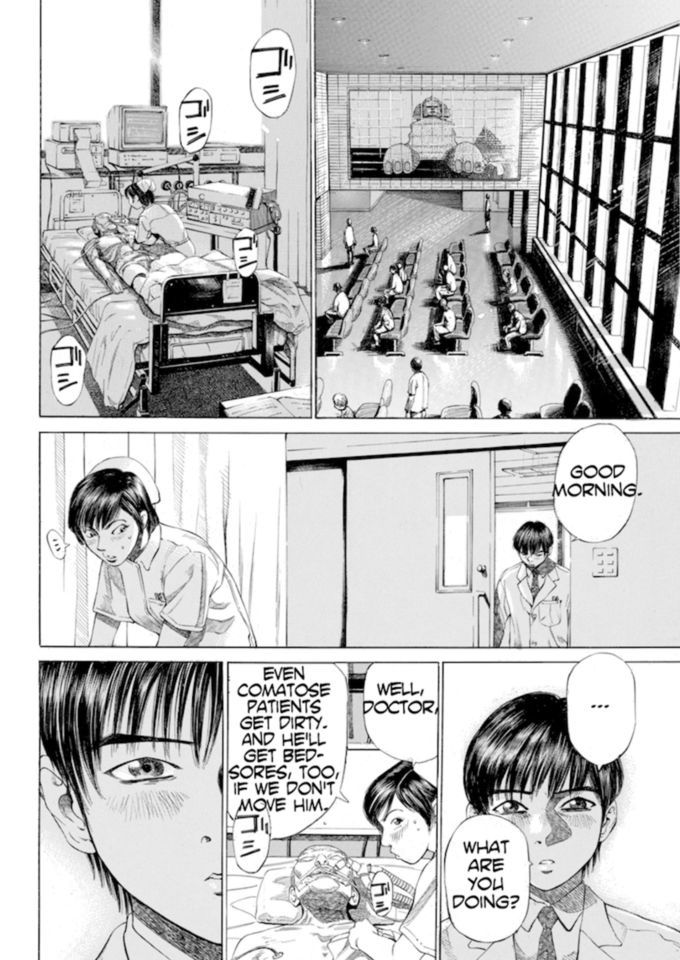 ゴシ
ゴシ
ゴシ
ゴシ
GOOD
MORNING.
...
...
WHAT
ARE
YOU
DOING?
WELL,
DOCTOR,
EVEN
COMATOSE
PATIENTS
GET DIRTY.
AND HE'LL
GET BED-
SORES, TOO,
IF WE DON'T
MOVE HIM.
ゴシ
ゴシ